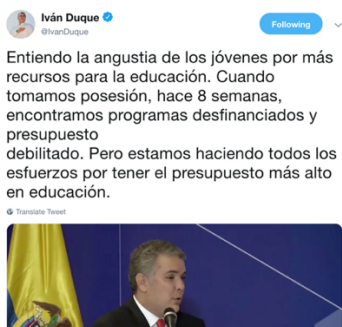 Iván Duque
@IvanDuque
Following
Entiendo la angustia de los jóvenes por más
recursos para la educación. Cuando
tomamos posesión, hace 8 semanas,
encontramos programas desfinanciados y
presupuesto
debilitado. Pero estamos haciendo todos los
esfuerzos por tener el presupuesto más alto
en educación.
Translate Tweet